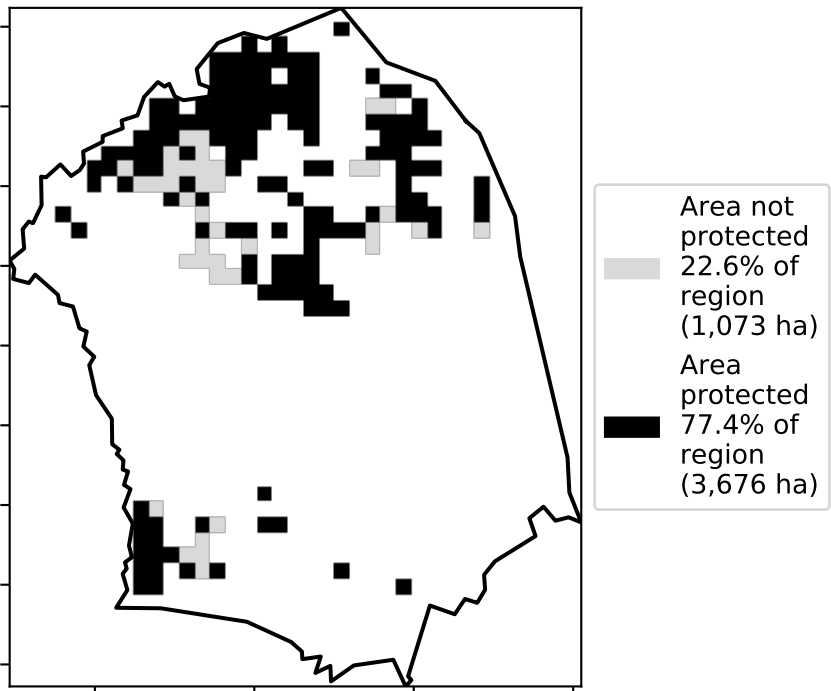 Area not
protected
22.6% of
region
(1,073 ha)
Area
protected
77.4% of
region
(3,676 ha)